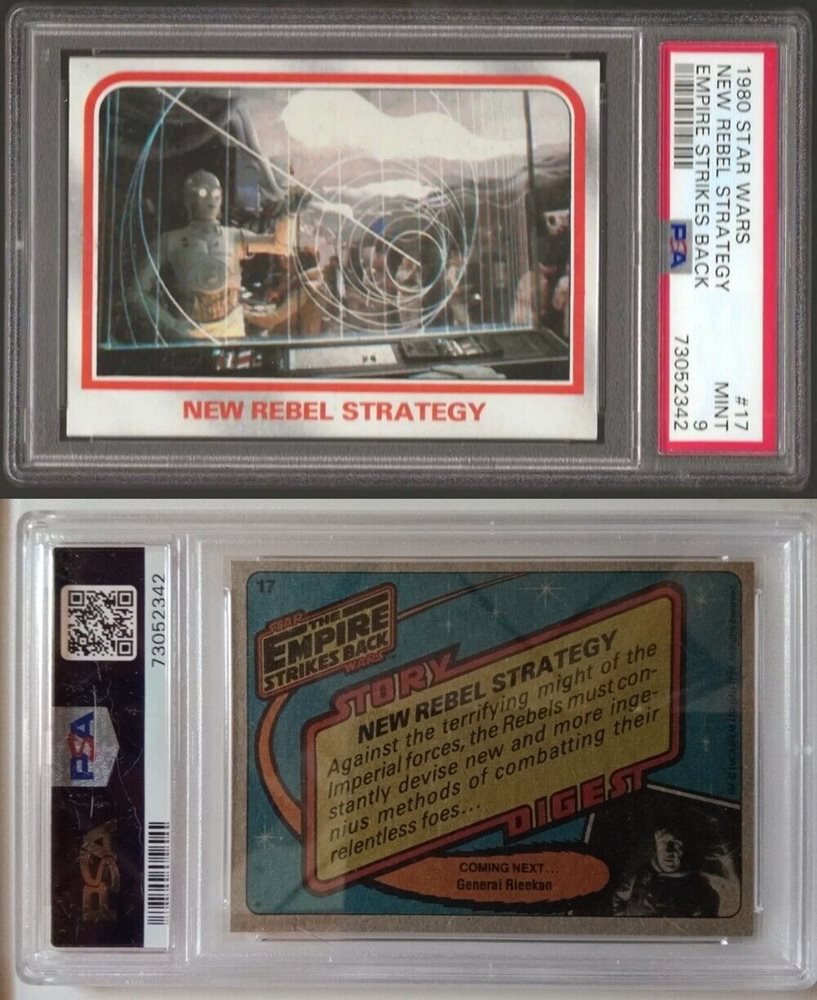 NEW REBEL STRATEGY
1980 STAR WARS
NEW REBEL STRATEGY
EMPIRE STRIKES BACK
#17
MINT
9
PSA
73052342
73052342
PSA
PSA
17
STAR
THE
EMPIRE
STRIKES BACK
WARS
STORY
NEW REBEL STRATEGY
Against the terrifying might of the
Imperial forces, the Rebels must con-
stantly devise new and more inge-
nius methods of combatting their
relentless foes...
DIGEST
COMING NEXT...
General Rieekan